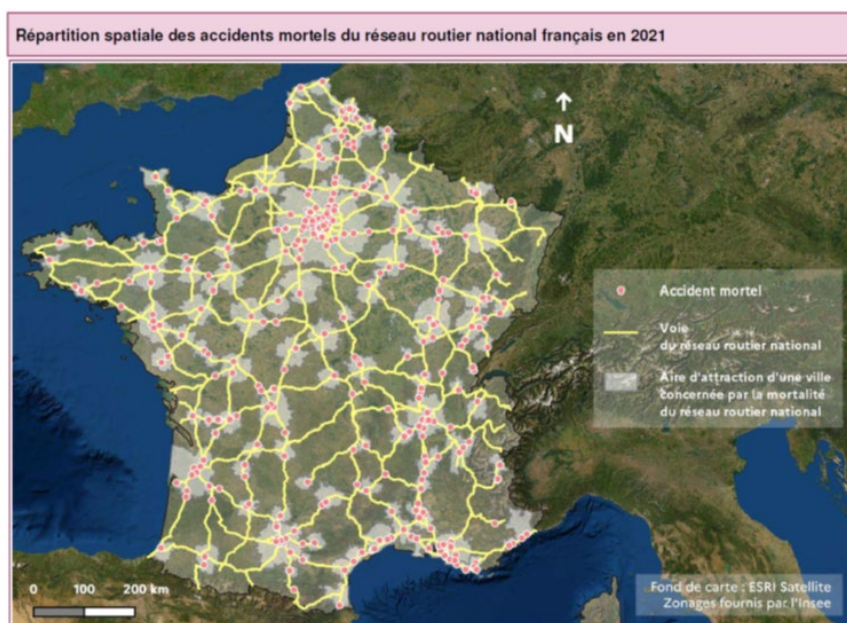 Répartition spatiale des accidents mortels du réseau routier national français en 2021
N
Accident mortel
Voie
du réseau routier national
Aire d'attraction d'une ville
concernée par la mortalité
du réseau routier national
0 100 200 km
Fond de carte : ESRI Satellite
Zonages fournis par l'Insee